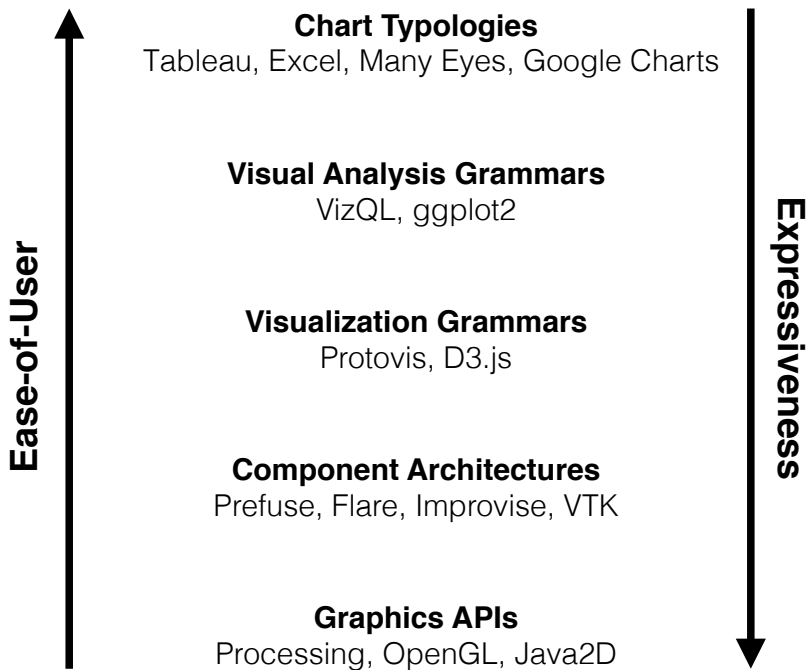 Chart Typologies
Tableau, Excel, Many Eyes, Google Charts
Visual Analysis Grammars
VizQL, ggplot2
Visualization Grammars
Protovis, D3.js
Component Architectures
Prefuse, Flare, Improvise, VTK
Graphics APIs
Processing, OpenGL, Java2D
Ease-of-User
Expressiveness